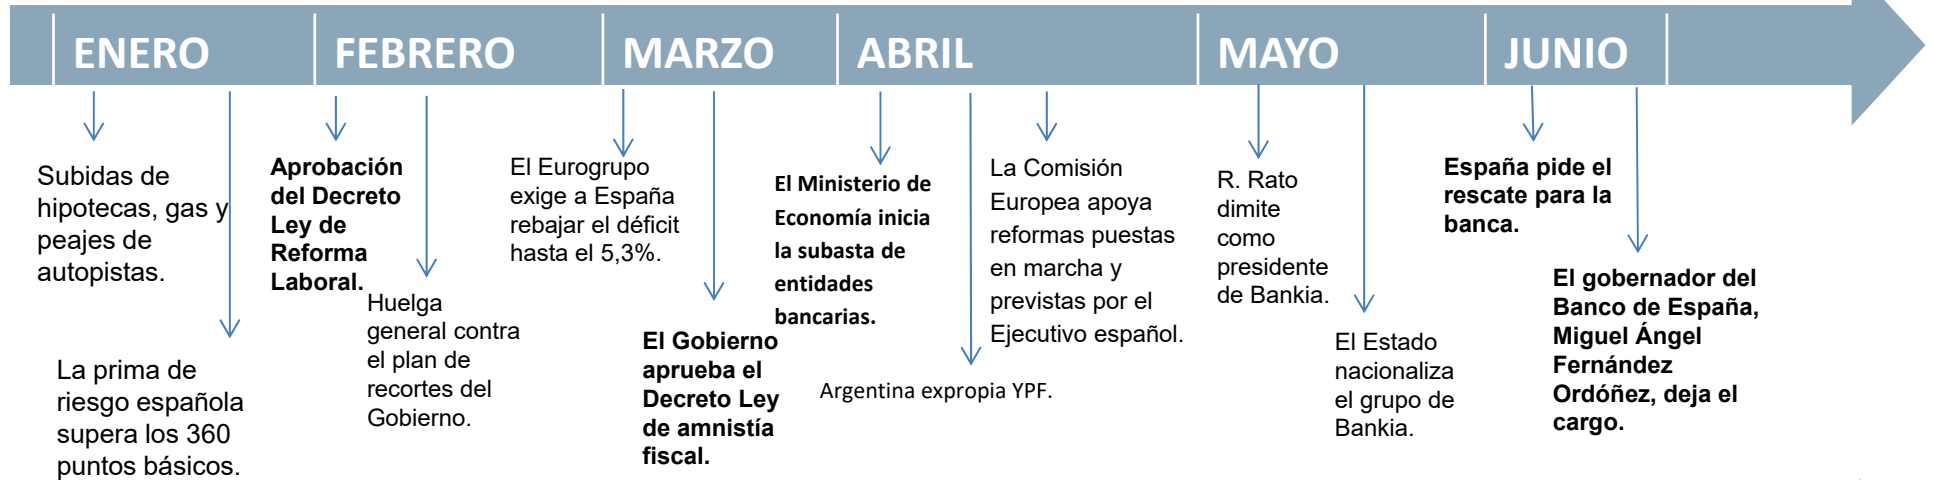 ENERO
FEBRERO
MARZO
ABRIL
MAYO
JUNIO
Subidas de
hipotecas, gas y
peajes de
autopistas.
La prima de
riesgo española
supera los 360
puntos básicos.
Aprobación
del Decreto
Ley de
Reforma
Laboral.
Huelga
general contra
el plan de
recortes del
Gobierno.
El Eurogrupo
exige a España
rebajar el déficit
hasta el 5,3%.
El Gobierno
aprueba el
Decreto Ley
de amnistía
fiscal.
El Ministerio de
Economía inicia
la subasta de
entidades
bancarias.
Argentina expropia YPF.
La Comisión
Europea apoya
reformas puestas
en marcha y
previstas por el
Ejecutivo español.
R. Rato
dimite
como
presidente
de Bankia.
El Estado
nacionaliza
el grupo de
Bankia.
España pide el
rescate para la
banca.
El gobernador del
Banco de España,
Miguel Ángel
Fernández
Ordóñez, deja el
cargo.